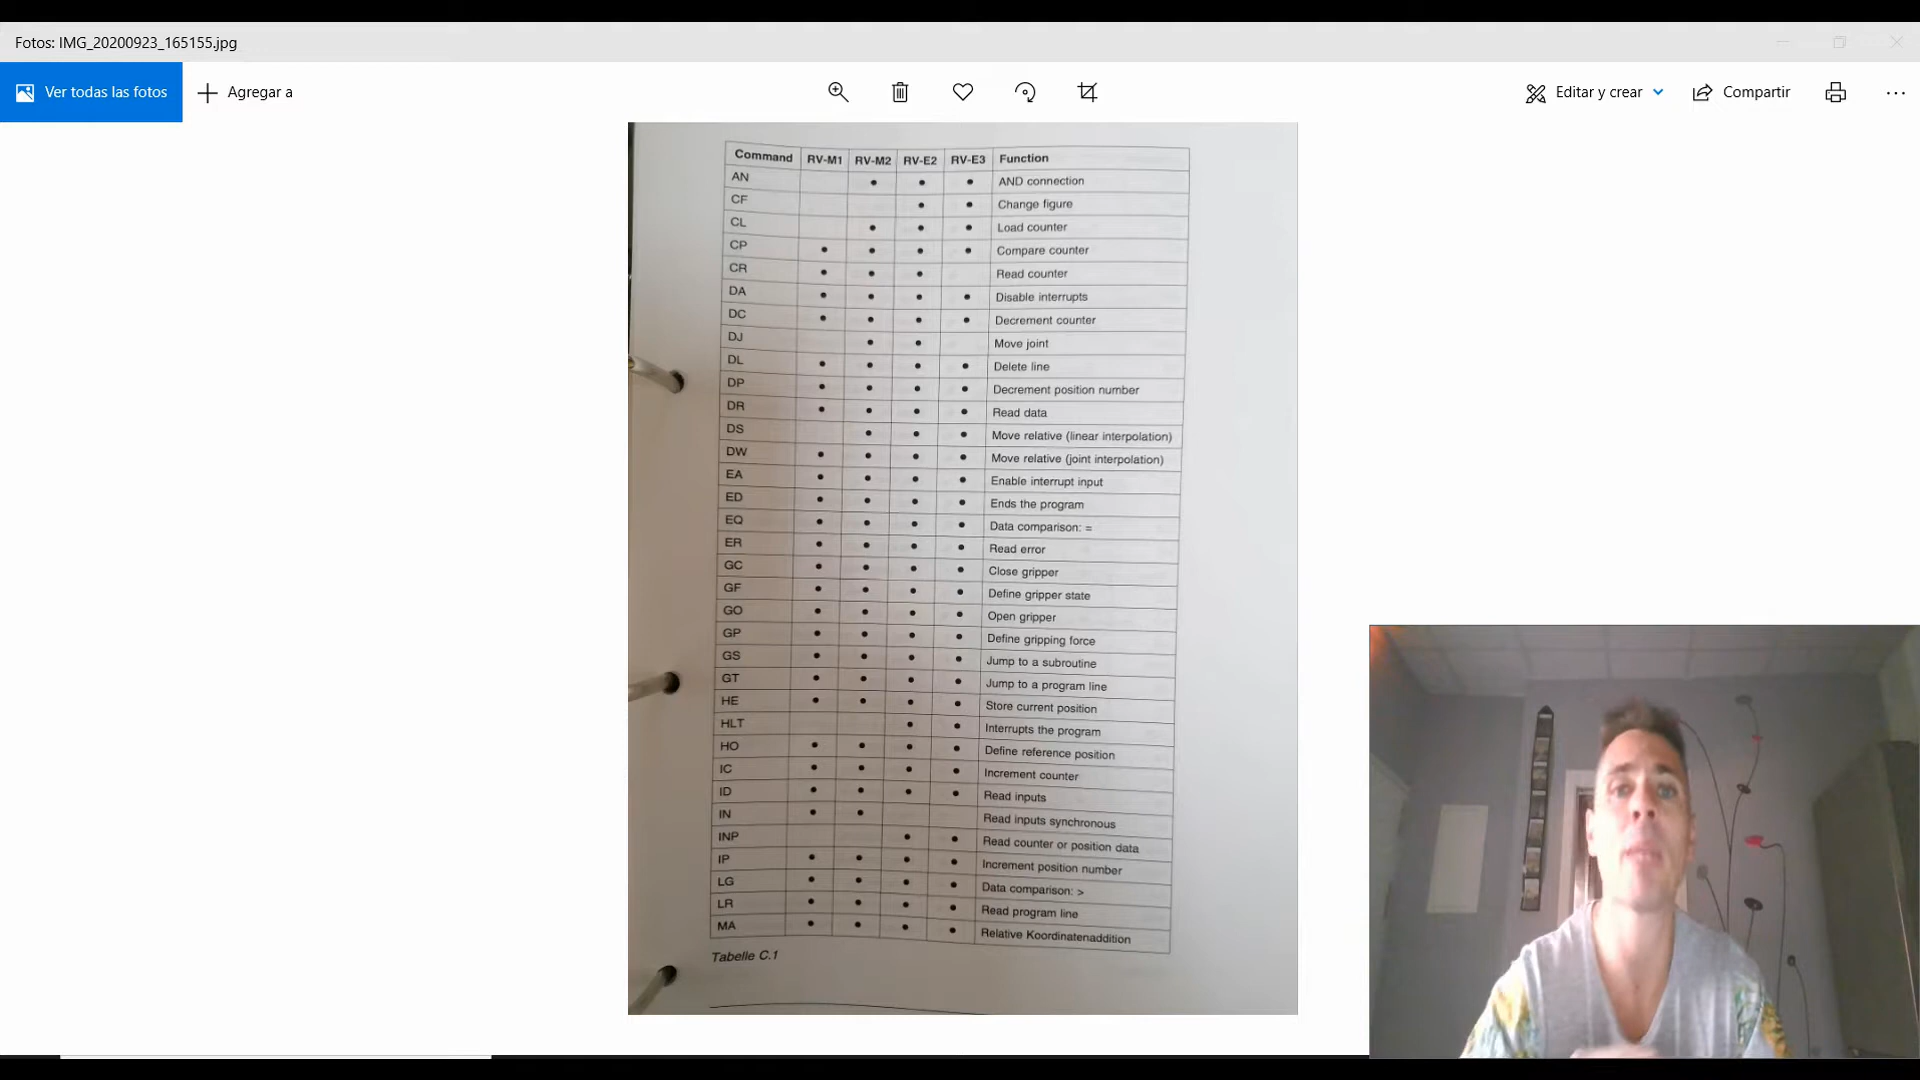 Fotos: IMG_20200923_165155.jpg
Ver todas las fotos
Agregar a
Editar y crear
Compartir
Command RV-M1 RV-M2 RV-E2 RV-E3 Function
AN • • • AND connection
CF • • Change figure
CL • • • Load counter
CP • • • • Compare counter
CR • • • Read counter
DA • • • • Disable interrupts
DC • • • • Decrement counter
DJ • • Move joint
DL • • • • Delete line
DP • • • • Decrement position number
DR • • • • Read data
DS • • • Move relative (linear interpolation)
DW • • • • Move relative (joint interpolation)
EA • • • • Enable interrupt input
ED • • • • Ends the program
EQ • • • • Data comparison: =
ER • • • • Read error
GC • • • • Close gripper
GF • • • • Define gripper state
GO • • • • Open gripper
GP • • • • Define gripping force
GS • • • • Jump to a subroutine
GT • • • • Jump to a program line
HE • • • • Store current position
HLT • • Interrupts the program
HO • • • • Define reference position
IC • • • • Increment counter
ID • • • • Read inputs
IN • • Read inputs synchronous
INP • • Read counter or position data
IP • • • • Increment position number
LG • • • • Data comparison: >
LR • • • • Read program line
MA • • • • Relative Koordinatenaddition
Tabelle C.1